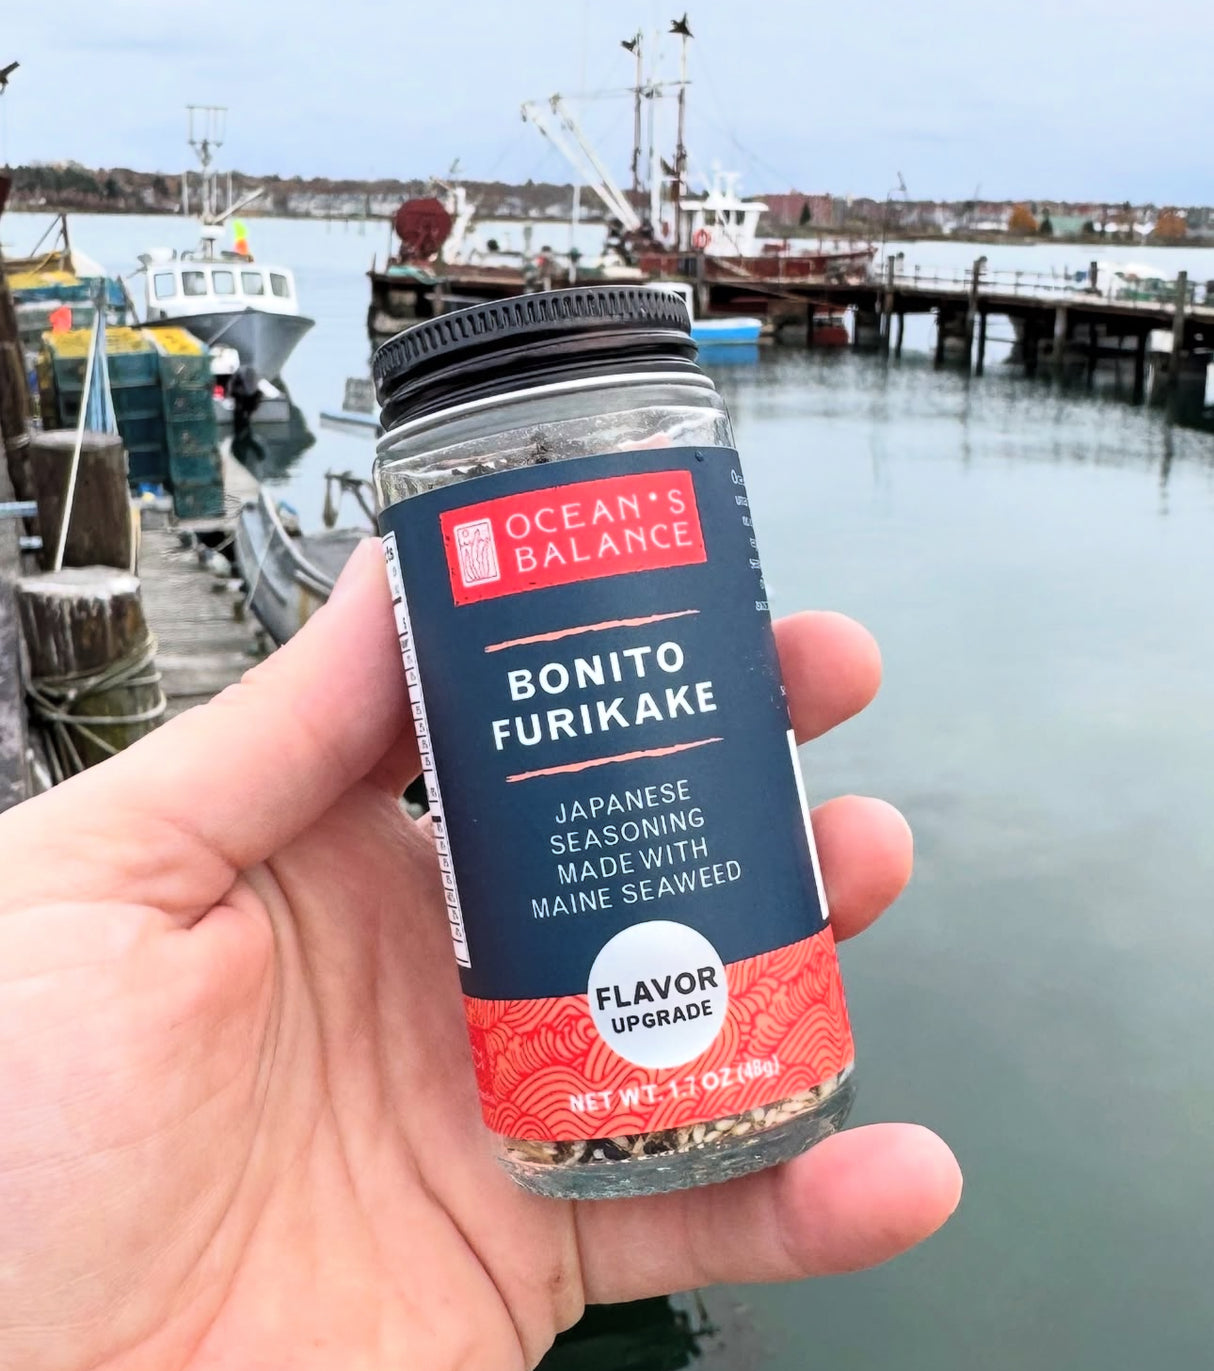 OCEAN'S
BALANCE
BONITO
FURIKAKE
JAPANESE
SEASONING
MADE WITH
MAINE SEAWEED
FLAVOR
UPGRADE
NET WT. 1.7 OZ (48g)